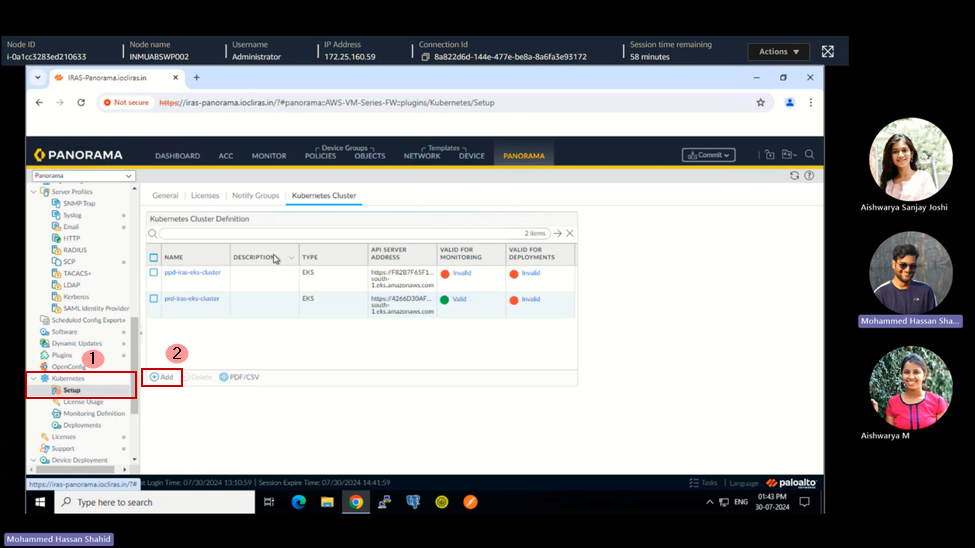 Node ID
i-0a1cc3283ed210633
Node name
INMUABSWP002
Username
Administrator
IP Address
172.25.160.59
Connection Id
8a822d6d-144e-477e-be8a-8a6fa3e93172
Session time remaining
58 minutes
Actions
IRAS-Panorama.iocliras.in
Not secure
https://iras-panorama.iocliras.in/?#panorama::AWS-VM-Series-FW::plugins/Kubernetes/Setup
PANORAMA
DASHBOARD
ACC
MONITOR
Device Groups
POLICIES
OBJECTS
Templates
NETWORK
DEVICE
PANORAMA
Commit
Panorama
Server Profiles
SNMP Trap
Syslog
Email
HTTP
RADIUS
SCP
TACACS+
LDAP
Kerberos
SAML Identity Provider
Scheduled Config Export
Software
Dynamic Updates
Plugins
OpenConfig
Kubernetes
Setup
License Usage
Monitoring Definition
Deployments
Licenses
Support
Device Deployment
1
2
General
Licenses
Notify Groups
Kubernetes Cluster
Kubernetes Cluster Definition
2 items
NAME
DESCRIPTION
TYPE
API SERVER ADDRESS
VALID FOR MONITORING
VALID FOR DEPLOYMENTS
ppd-iras-eks-cluster
EKS
https://F82B7F65F1...
south-
1.eks.amazonaws.com
Invalid
Invalid
prd-iras-eks-cluster
EKS
https://4266D30AF...
south-
1.eks.amazonaws.com
Valid
Invalid
Add
Delete
PDF/CSV
https://iras-panorama.iocliras.in/?#
t Login Time: 07/30/2024 13:10:59
Session Expire Time: 07/30/2024 14:41:59
Tasks
Language
paloalto
NETWORKS
Type here to search
ENG
01:43 PM
30-07-2024
Aishwarya Sanjay Joshi
Mohammed Hassan Sha...
Aishwarya M
Mohammed Hassan Shahid